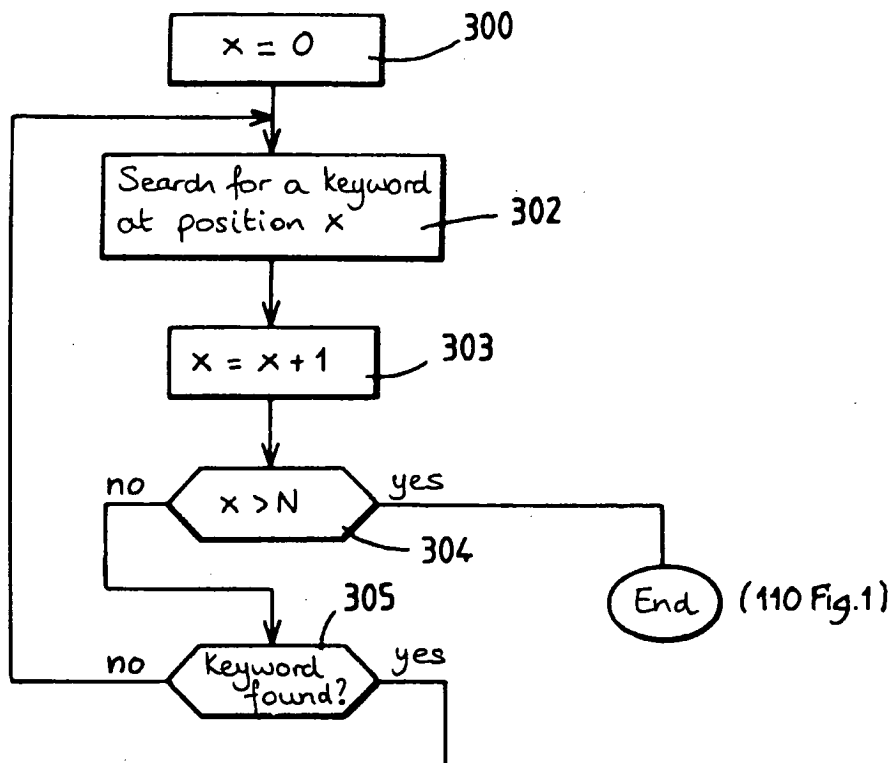 x = 0
300
Search for a keyword
at position x
302
x = x + 1
303
no
x > N
yes
304
End
(110 Fig.1)
305
no
Keyword
found?
yes